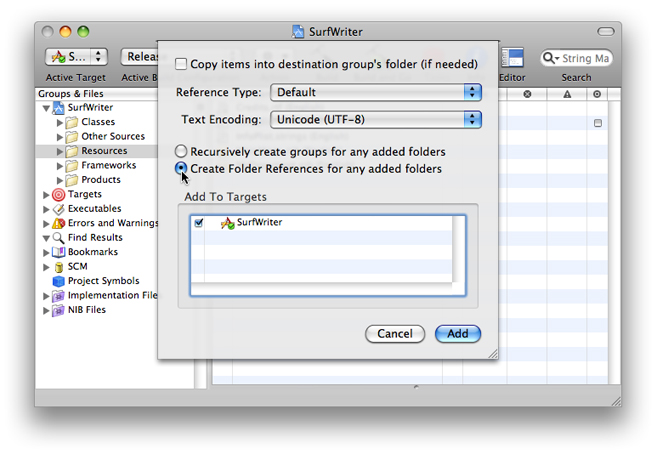 SurfWriter
S...
Release
String Ma
Active Target
Active B
Editor
Search
Groups & Files
SurfWriter
Classes
Other Sources
Resources
Frameworks
Products
Targets
Executables
Errors and Warnings
Find Results
Bookmarks
SCM
Project Symbols
Implementation File
NIB Files
Copy items into destination group's folder (if needed)
Reference Type: Default
Text Encoding: Unicode (UTF-8)
Recursively create groups for any added folders
Create Folder References for any added folders
Add To Targets
SurfWriter
Cancel
Add